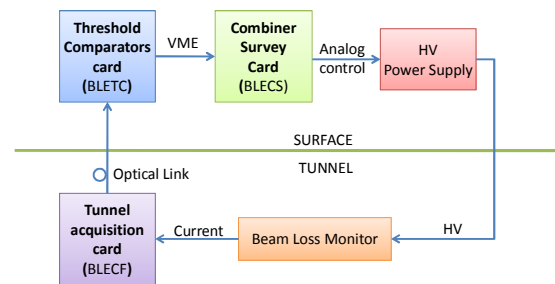 Threshold
Comparators
card
(BLETC)
VME
Combiner
Survey
Card
(BLECS)
Analog
control
HV
Power Supply
SURFACE
TUNNEL
Optical Link
Tunnel
acquisition
card
(BLECF)
Current
Beam Loss Monitor
HV